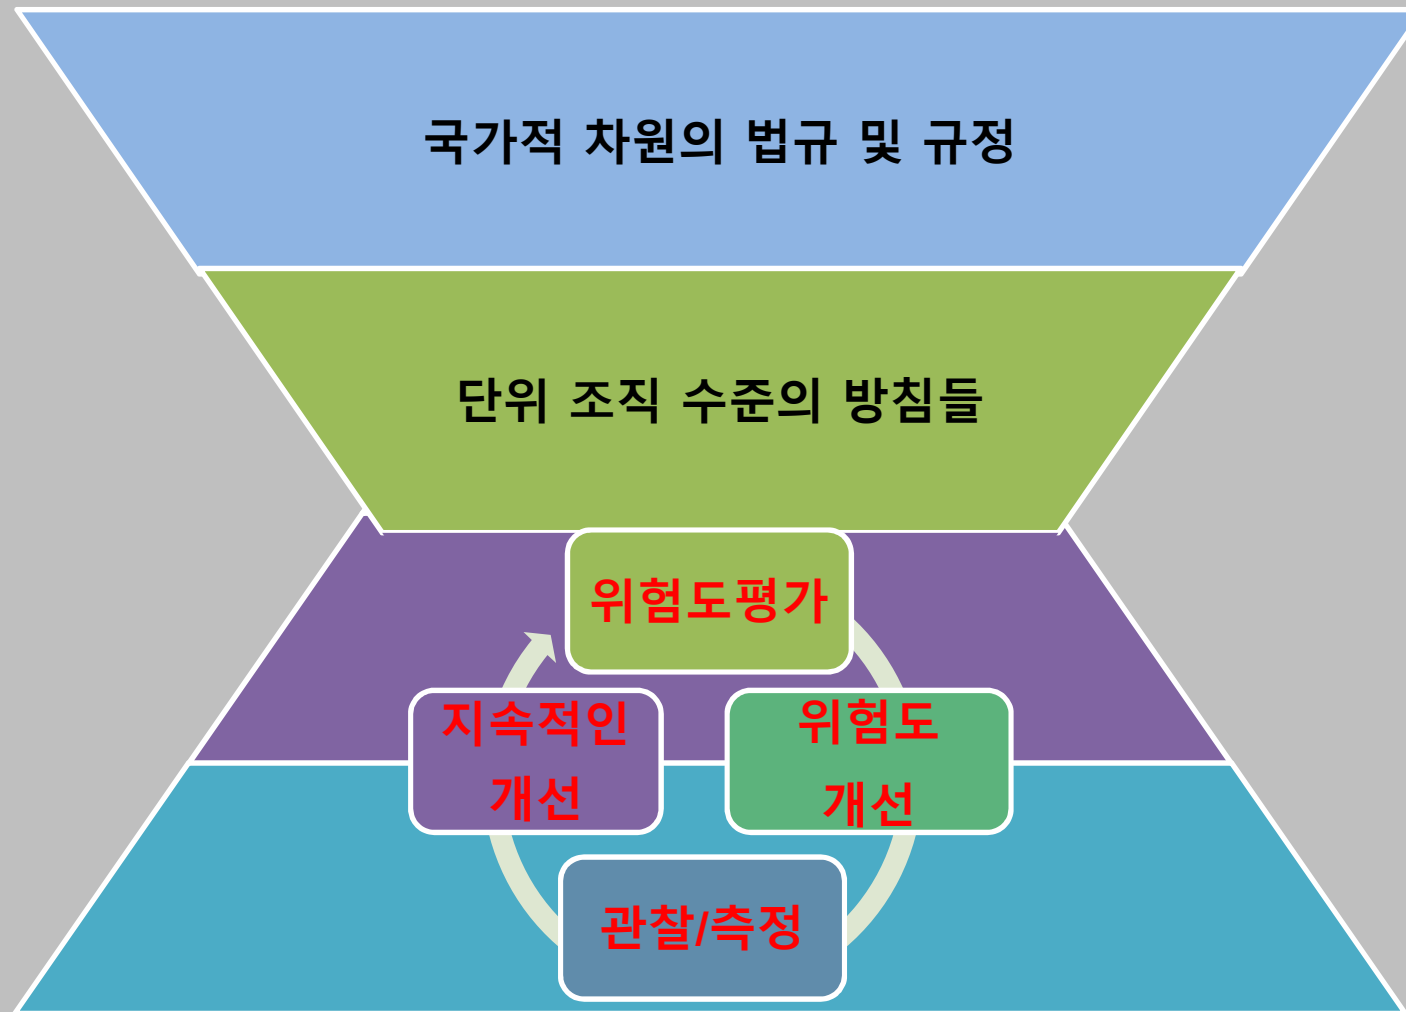 국가적 차원의 법규 및 규정
단위 조직 수준의 방침들
위험도평가
지속적인
개선
위험도
개선
관찰/측정